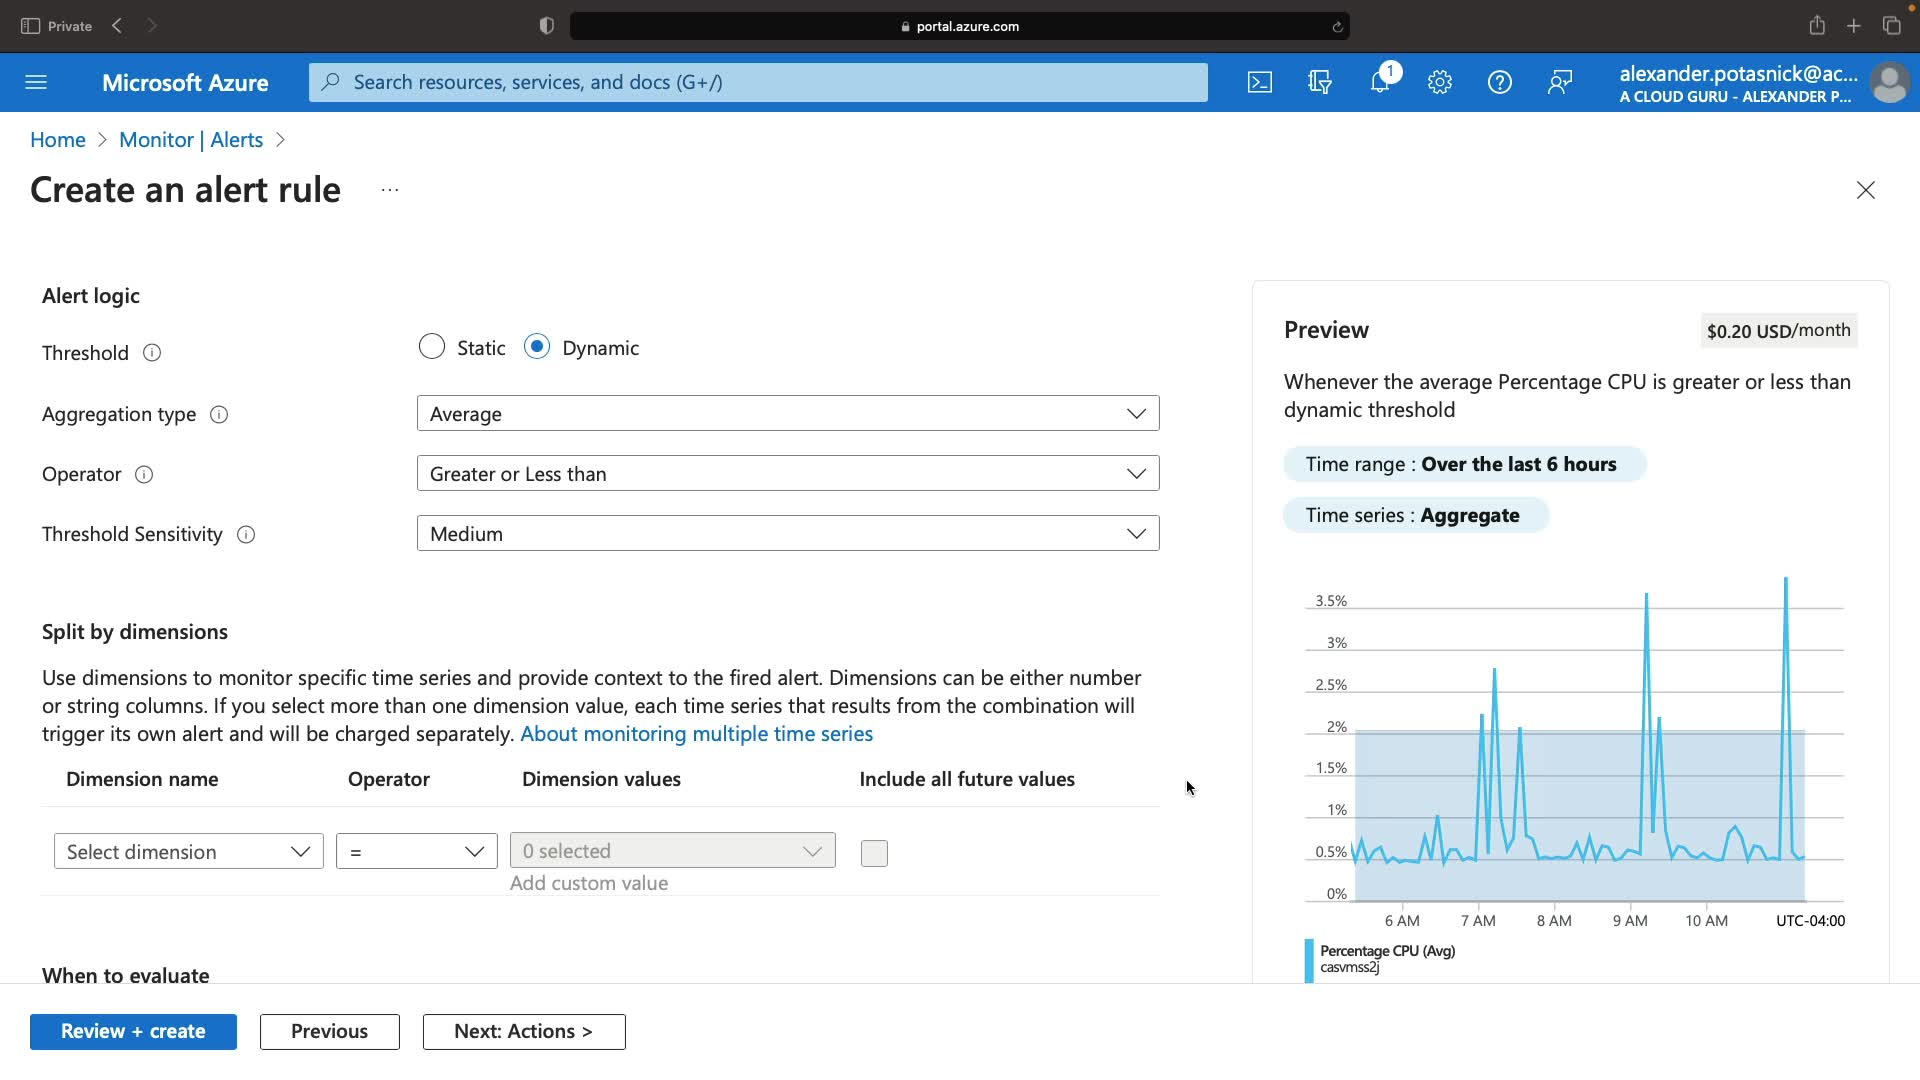 Private
portal.azure.com
Microsoft Azure
Search resources, services, and docs (G+/)
1
alexander.potasnick@ac...
A CLOUD GURU - ALEXANDER P...
Home > Monitor | Alerts >
Create an alert rule ...
Alert logic
Threshold
Static
Dynamic
Aggregation type
Average
Operator
Greater or Less than
Threshold Sensitivity
Medium
Split by dimensions
Use dimensions to monitor specific time series and provide context to the fired alert. Dimensions can be either number
or string columns. If you select more than one dimension value, each time series that results from the combination will
trigger its own alert and will be charged separately. About monitoring multiple time series
Dimension name Operator Dimension values Include all future values
Select dimension = 0 selected
Add custom value
When to evaluate
Preview
$0.20 USD/month
Whenever the average Percentage CPU is greater or less than
dynamic threshold
Time range : Over the last 6 hours
Time series : Aggregate
3.5%
3%
2.5%
2%
1.5%
1%
0.5%
0%
6 AM 7 AM 8 AM 9 AM 10 AM UTC-04:00
Percentage CPU (Avg)
casvmss2j
Review + create
Previous
Next: Actions >